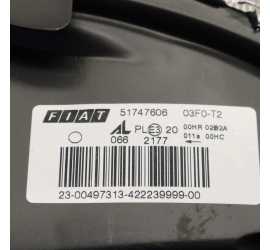 FIAT 51747606 03F0-T2
AL PLE3 20 00HR 02B2A
066 2177 011a 00HC
23-00497313-422239999-00